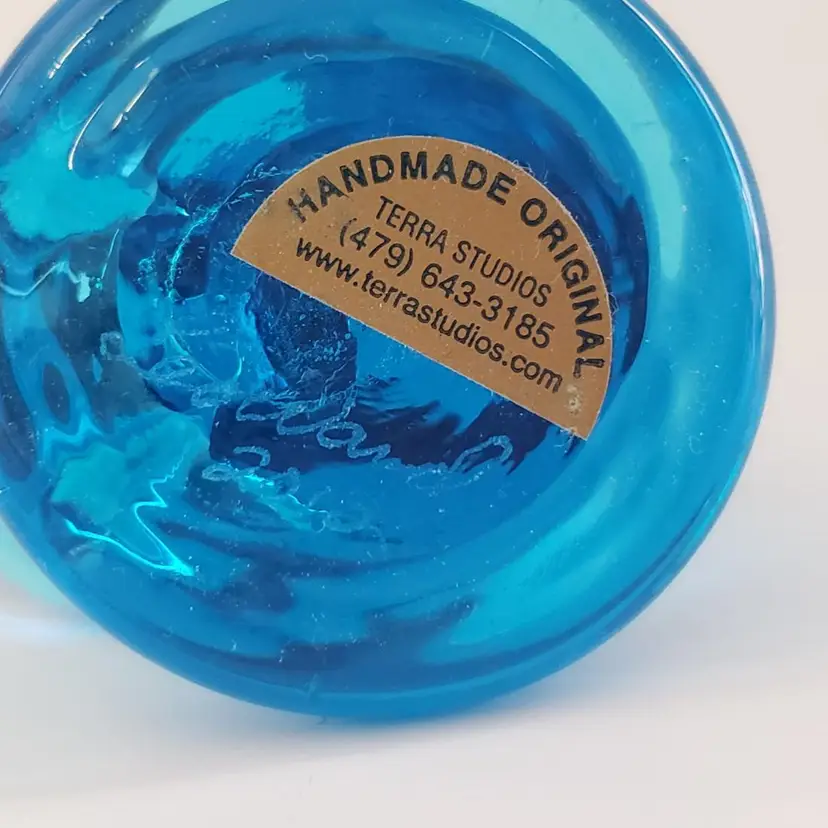 HANDMADE ORIGINAL
TERRA STUDIOS
(479) 643-3185
www.terrastudios.com